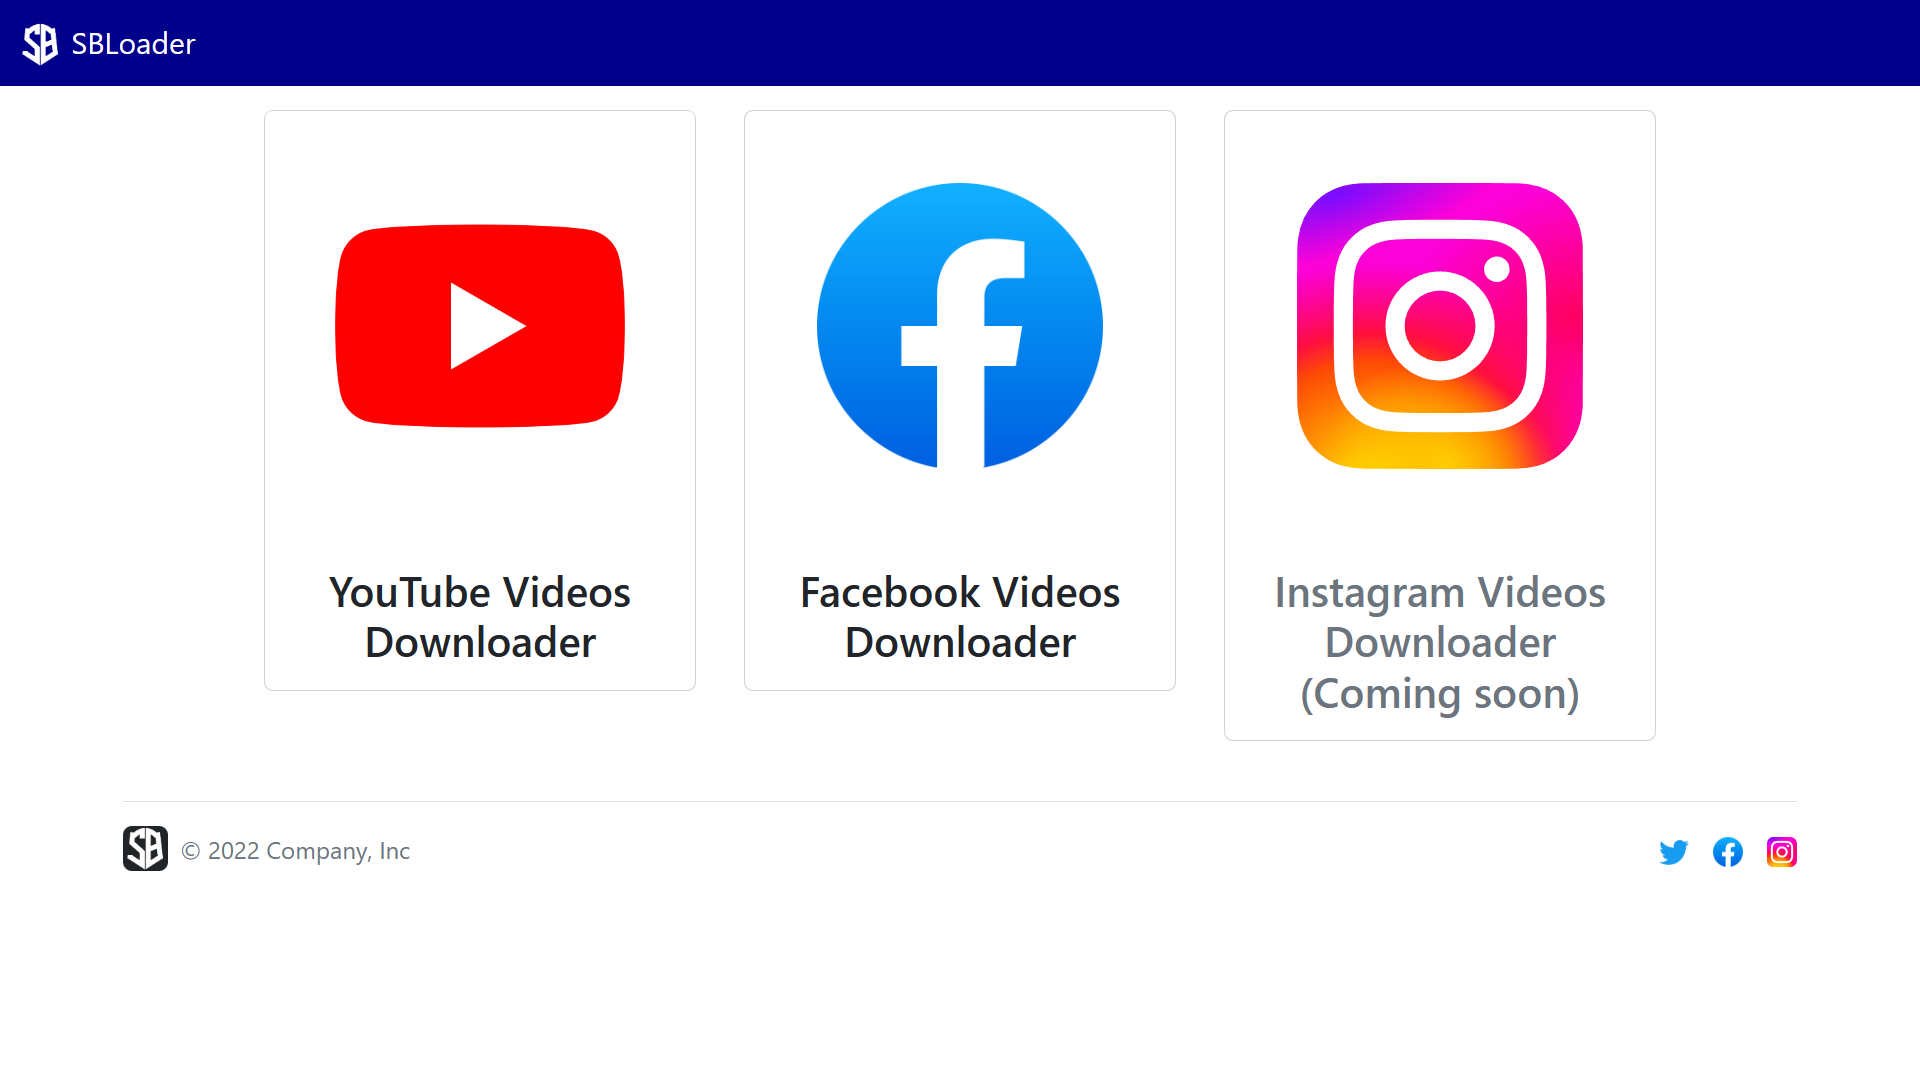 SBLoader
YouTube Videos
Downloader
Facebook Videos
Downloader
Instagram Videos
Downloader
(Coming soon)
© 2022 Company, Inc